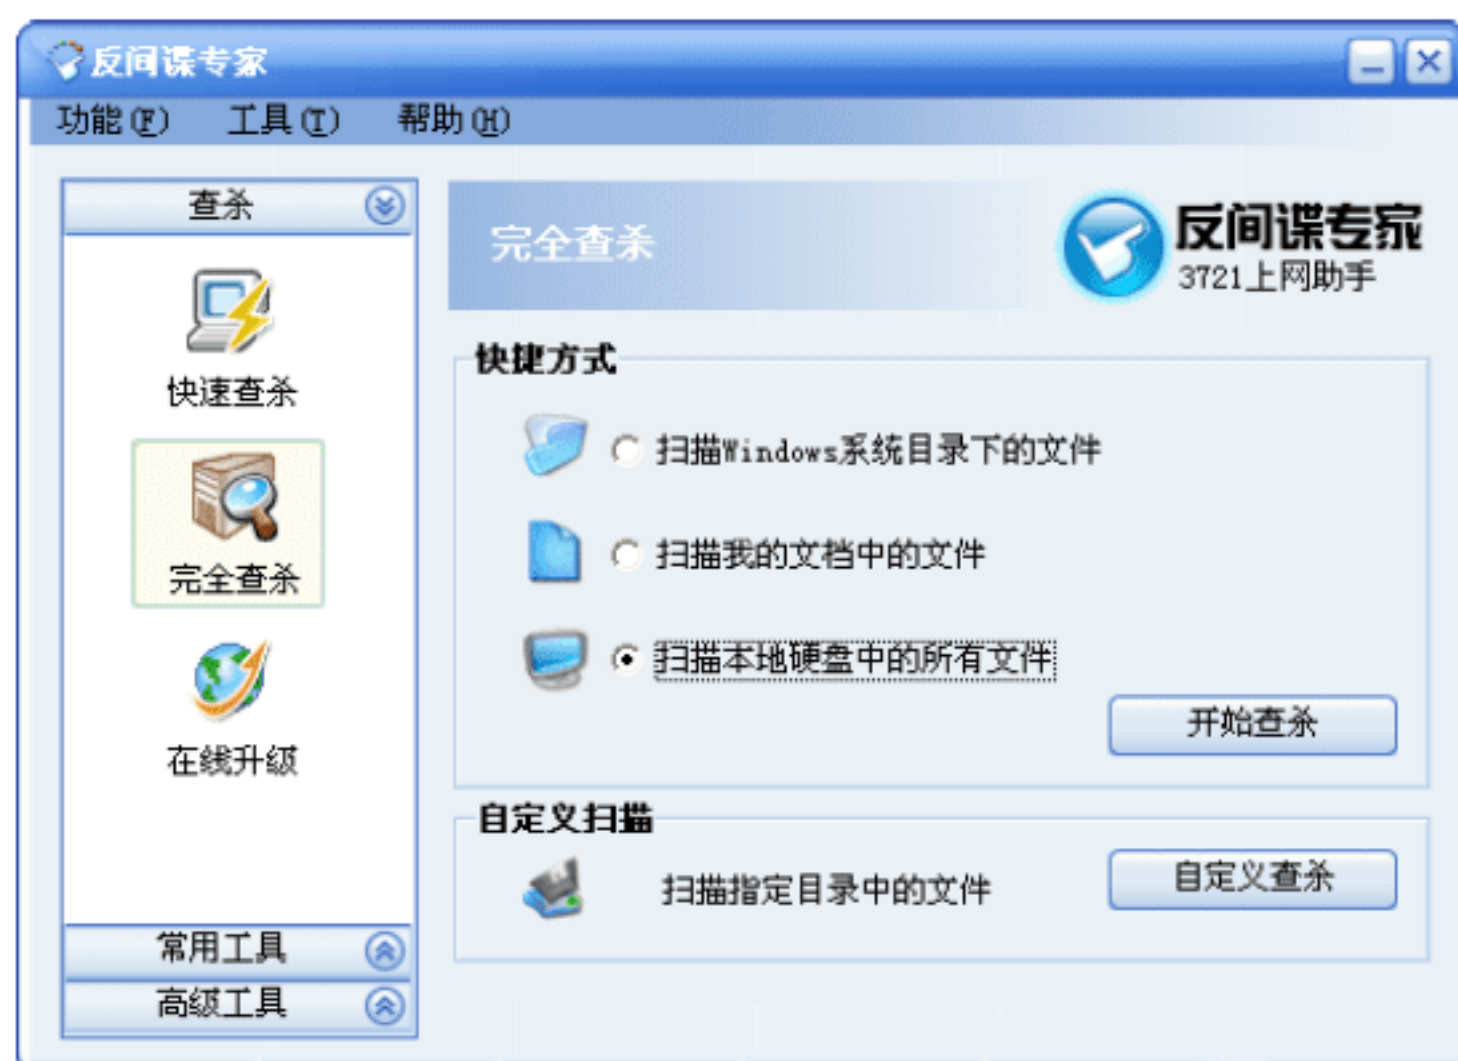 反间谍专家
功能(F) 工具(T) 帮助(H)
查杀
快速查杀
完全查杀
在线升级
常用工具
高级工具
完全查杀
反间谍专家
3721上网助手
快捷方式
扫描Windows系统目录下的文件
扫描我的文档中的文件
扫描本地硬盘中的所有文件
开始查杀
自定义扫描
扫描指定目录中的文件
自定义查杀